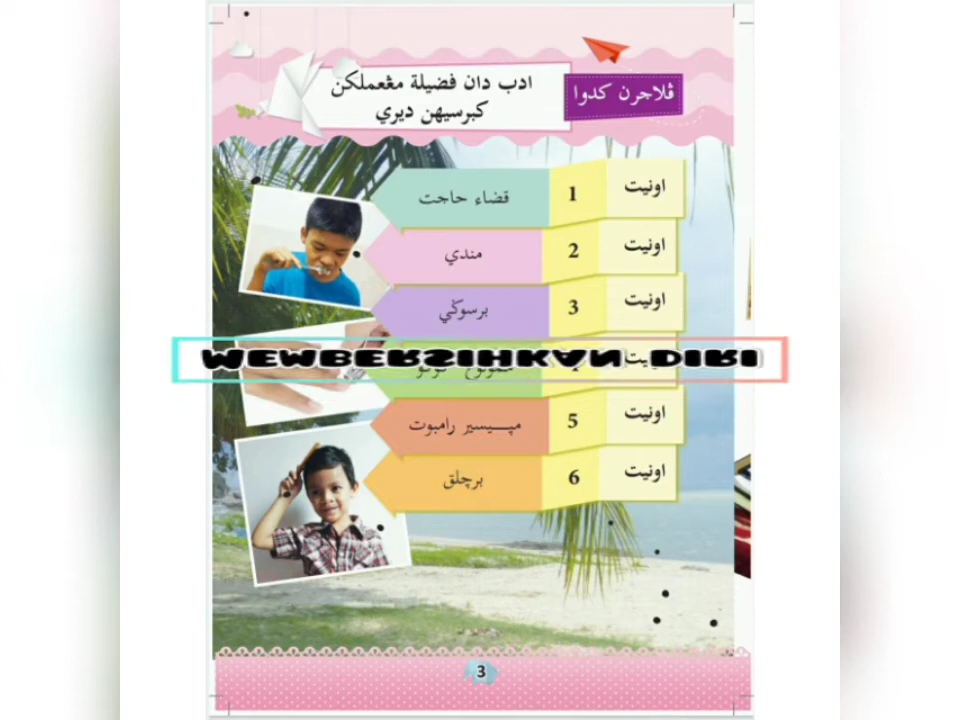 ڤلاجرن كدوا
ادب دان فضيلة مڠعملكن
كبرسيهن ديري
اونيت 1 قضاء حاجت
اونيت 2 مندي
اونيت 3 برسوݢي
MEMBERSIHKAN DIRI
اونيت 5 مڽيسير رامبوت
اونيت 6 برچلق
3